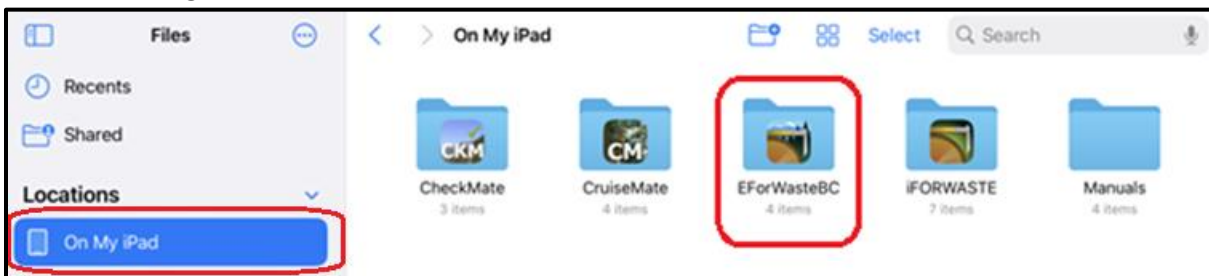 Files
Recents
Shared
Locations
On My iPad
On My iPad
Select
Search
CKM
CM
CheckMate
3 items
CruiseMate
4 items
EForWasteBC
4 items
iFORWASTE
7 items
Manuals
4 items